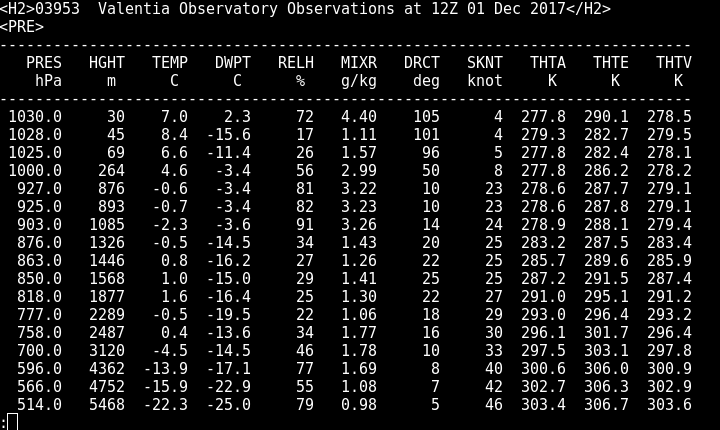 <H2>03953  Valentia Observatory Observations at 12Z 01 Dec 2017</H2>
<PRE>
-----------------------------------------------------------------------------
   PRES   HGHT   TEMP   DWPT   RELH   MIXR   DRCT   SKNT   THTA   THTE   THTV
    hPa     m      C      C      %    g/kg    deg   knot     K      K      K
-----------------------------------------------------------------------------
 1030.0     30    7.0    2.3     72   4.40    105      4  277.8  290.1  278.5
 1028.0     45    8.4  -15.6     17   1.11    101      4  279.3  282.7  279.5
 1025.0     69    6.6  -11.4     26   1.57     96      5  277.8  282.4  278.1
 1000.0    264    4.6   -3.4     56   2.99     50      8  277.8  286.2  278.2
  927.0    876   -0.6   -3.4     81   3.22     10     23  278.6  287.7  279.1
  925.0    893   -0.7   -3.4     82   3.23     10     23  278.6  287.8  279.1
  903.0   1085   -2.3   -3.6     91   3.26     14     24  278.9  288.1  279.4
  876.0   1326   -0.5  -14.5     34   1.43     20     25  283.2  287.5  283.4
  863.0   1446    0.8  -16.2     27   1.26     22     25  285.7  289.6  285.9
  850.0   1568    1.0  -15.0     29   1.41     25     25  287.2  291.5  287.4
  818.0   1877    1.6  -16.4     25   1.30     22     27  291.0  295.1  291.2
  777.0   2289   -0.5  -19.5     22   1.06     18     29  293.0  296.4  293.2
  758.0   2487    0.4  -13.6     34   1.77     16     30  296.1  301.7  296.4
  700.0   3120   -4.5  -14.5     46   1.78     10     33  297.5  303.1  297.8
  596.0   4362  -13.9  -17.1     77   1.69      8     40  300.6  306.0  300.9
  566.0   4752  -15.9  -22.9     55   1.08      7     42  302.7  306.3  302.9
  514.0   5468  -22.3  -25.0     79   0.98      5     46  303.4  306.7  303.6
: